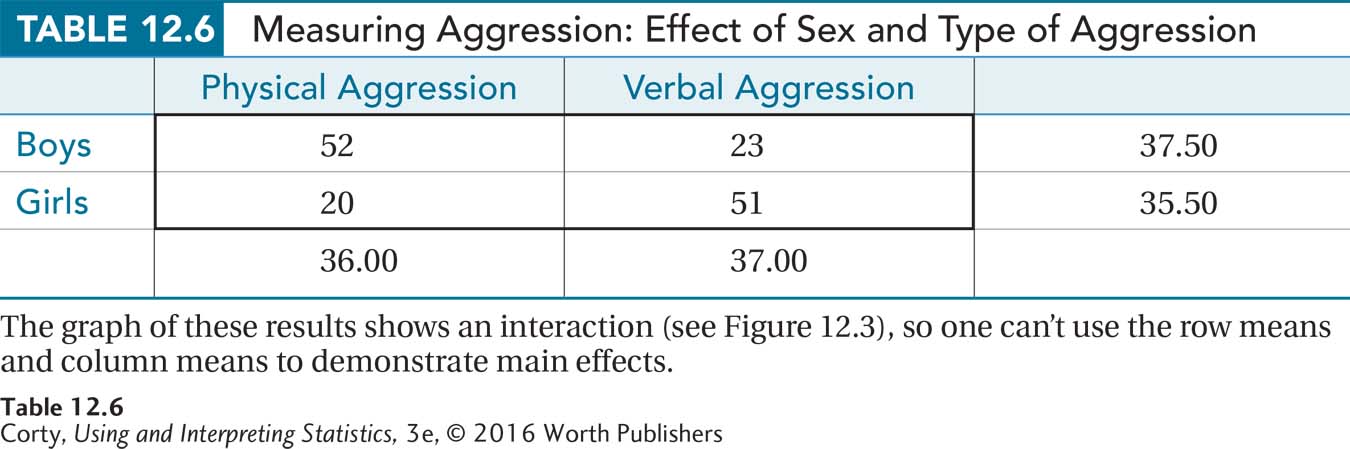 TABLE 12.6 Measuring Aggression: Effect of Sex and Type of Aggression
Physical Aggression Verbal Aggression
Boys 52 23 37.50
Girls 20 51 35.50
36.00 37.00
The graph of these results shows an interaction (see Figure 12.3), so one can’t use the row means
and column means to demonstrate main effects.
Table 12.6
Corty, Using and Interpreting Statistics, 3e, © 2016 Worth Publishers